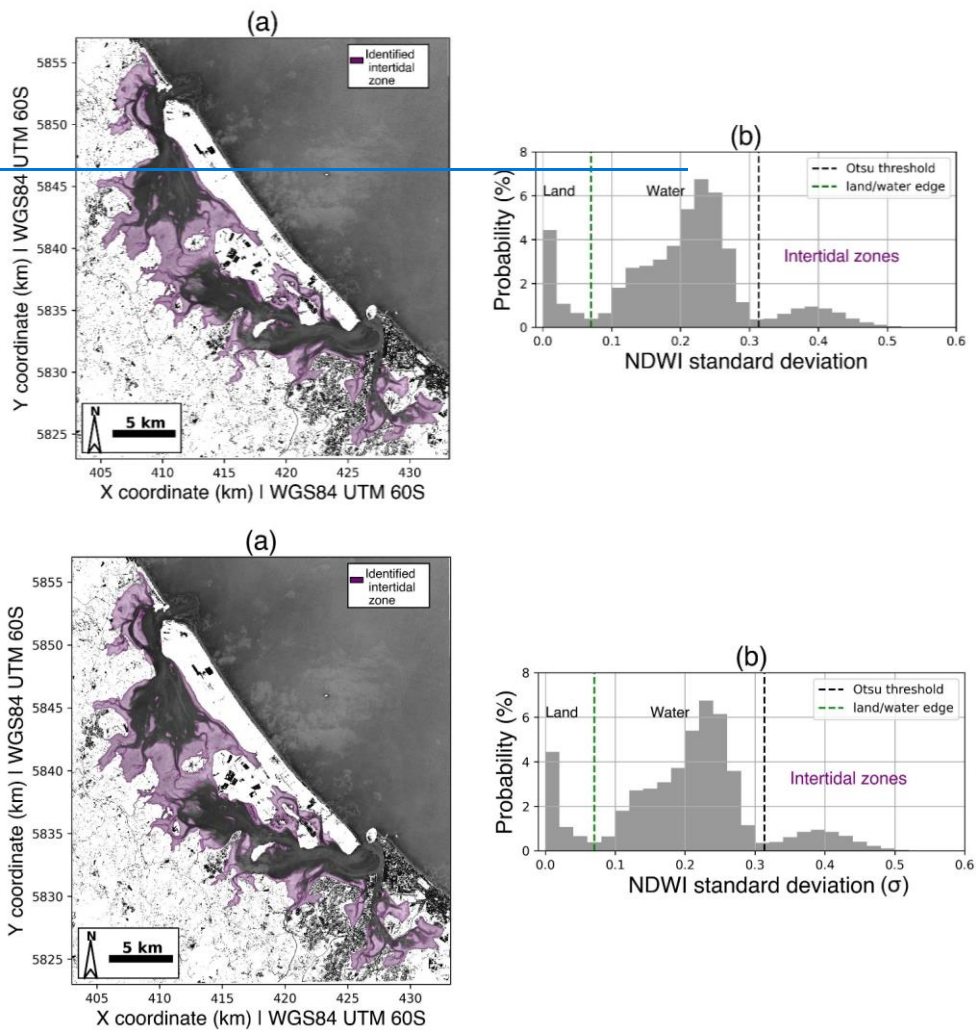 (a)
Identified
intertidal
zone
5855
5850
5845
5840
5835
5830
5825
Y coordinate (km) I WGS84 UTM 60S
N
5 km
405 410 415 420 425 430
X coordinate (km) I WGS84 UTM 60S
(b)
8
6
4
2
0
Probability (%)
Land
Water
Otsu threshold
land/water edge
Intertidal zones
0.0 0.1 0.2 0.3 0.4 0.5 0.6
NDWI standard deviation
(a)
Identified
intertidal
zone
5855
5850
5845
5840
5835
5830
5825
Y coordinate (km) I WGS84 UTM 60S
N
5 km
405 410 415 420 425 430
X coordinate (km) I WGS84 UTM 60S
(b)
8
6
4
2
0
Probability (%)
Land
Water
Otsu threshold
land/water edge
Intertidal zones
0.0 0.1 0.2 0.3 0.4 0.5 0.6
NDWI standard deviation (σ)